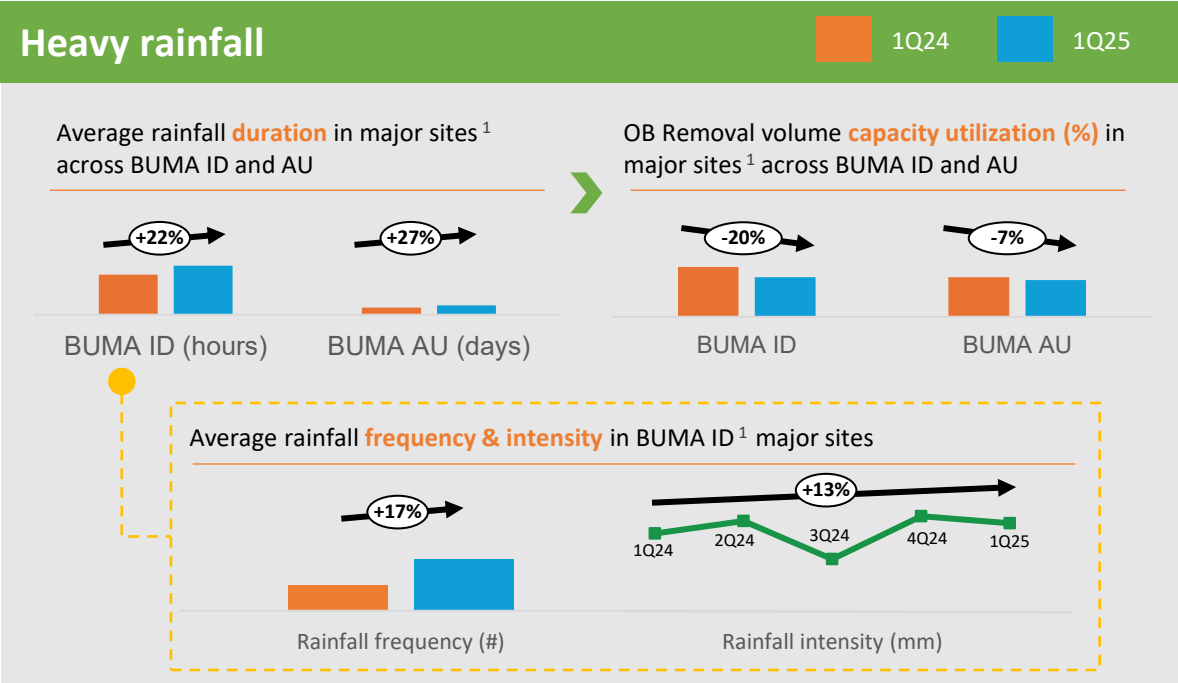 Heavy rainfall
1Q24
1Q25
Average rainfall duration in major sites 1
across BUMA ID and AU
+22%
+27%
BUMA ID (hours)
BUMA AU (days)
OB Removal volume capacity utilization (%) in
major sites 1 across BUMA ID and AU
-20%
-7%
BUMA ID
BUMA AU
Average rainfall frequency & intensity in BUMA ID 1 major sites
+17%
Rainfall frequency (#)
+13%
1Q24
2Q24
3Q24
4Q24
1Q25
Rainfall intensity (mm)